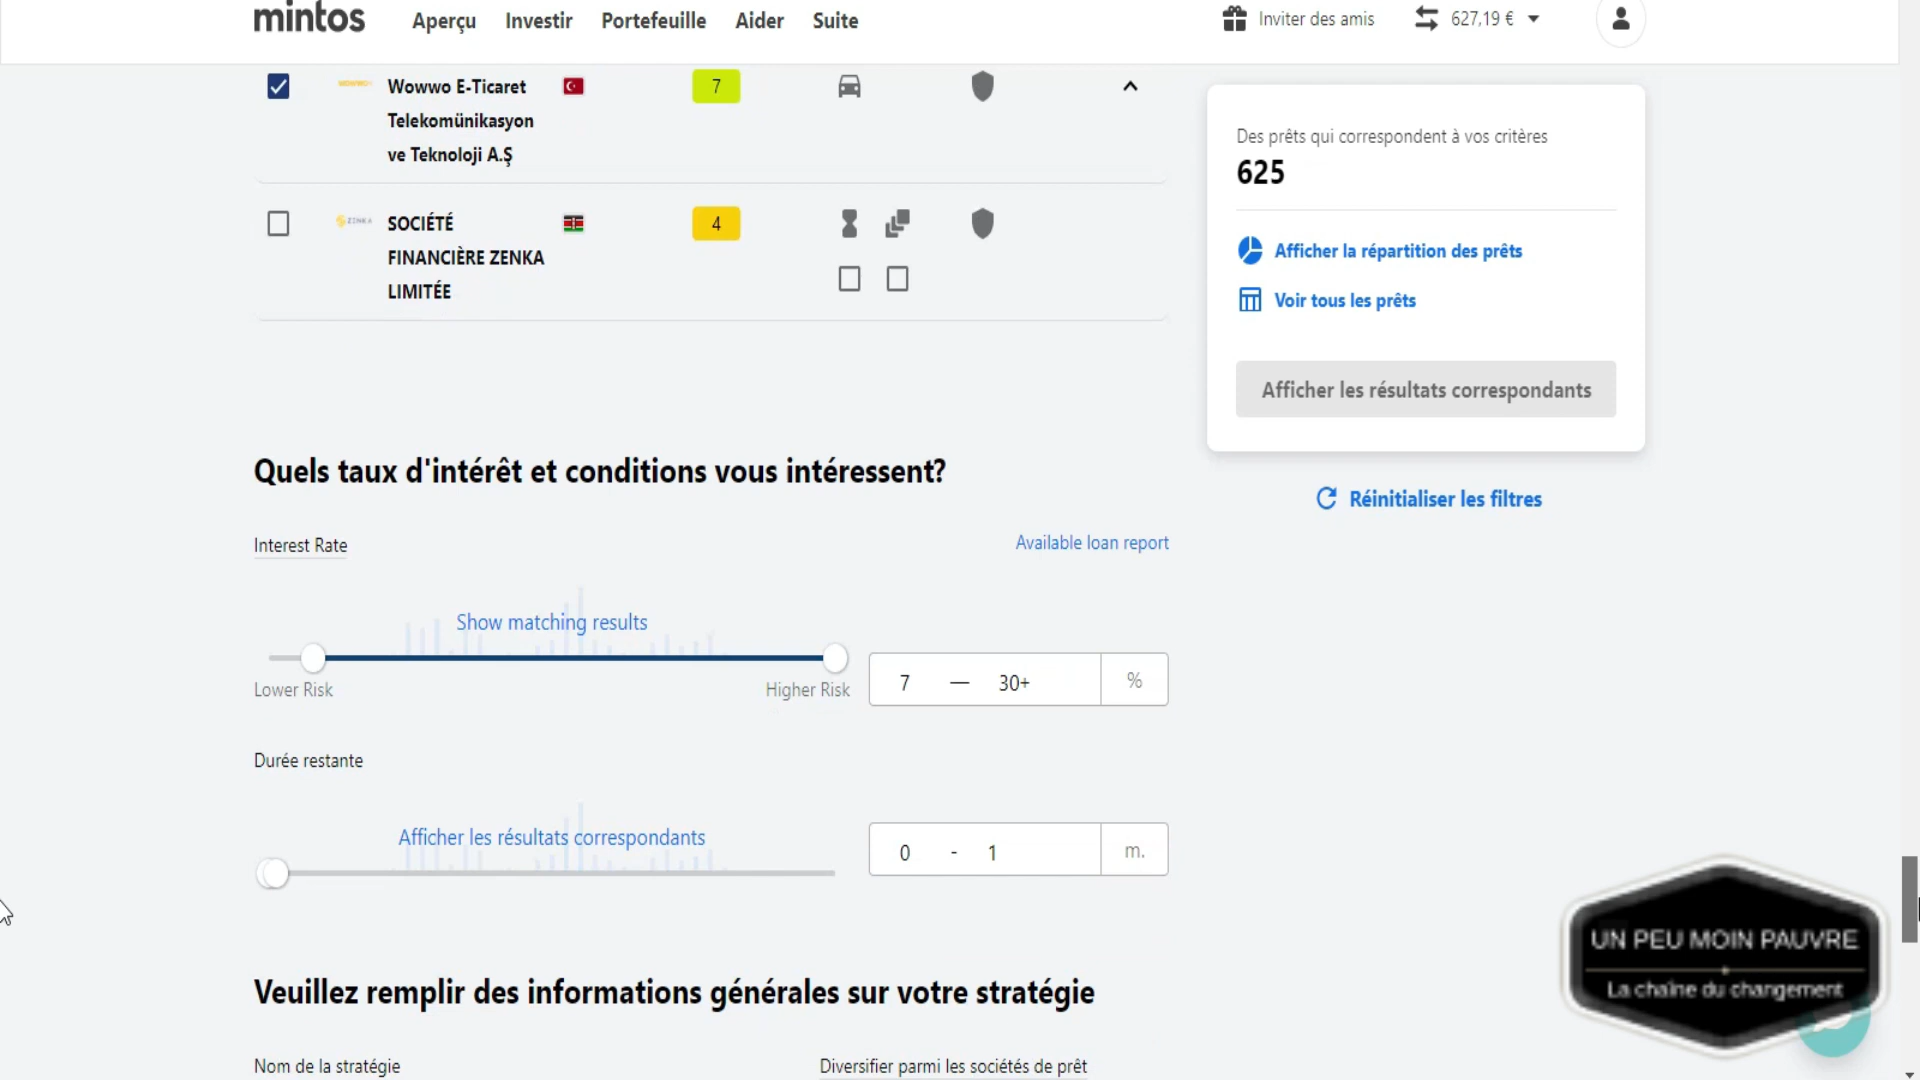 mintos Aperçu Investir Portefeuille Aider Suite Inviter des amis 627,19 €
Wowwo E-Ticaret 7
Telekomünikasyon
ve Teknoloji A.Ş
SOCIÉTÉ 4
FINANCIÈRE ZENKA
LIMITÉE
Des prêts qui correspondent à vos critères
625
Afficher la répartition des prêts
Voir tous les prêts
Afficher les résultats correspondants
Réinitialiser les filtres
Quels taux d'intérêt et conditions vous intéressent?
Interest Rate Available loan report
Show matching results
Lower Risk Higher Risk
7 — 30+ %
Durée restante
Afficher les résultats correspondants
0 - 1 m.
Veuillez remplir des informations générales sur votre stratégie
Nom de la stratégie Diversifier parmi les sociétés de prêt
UN PEU MOIN PAUVRE
La chaîne du changement